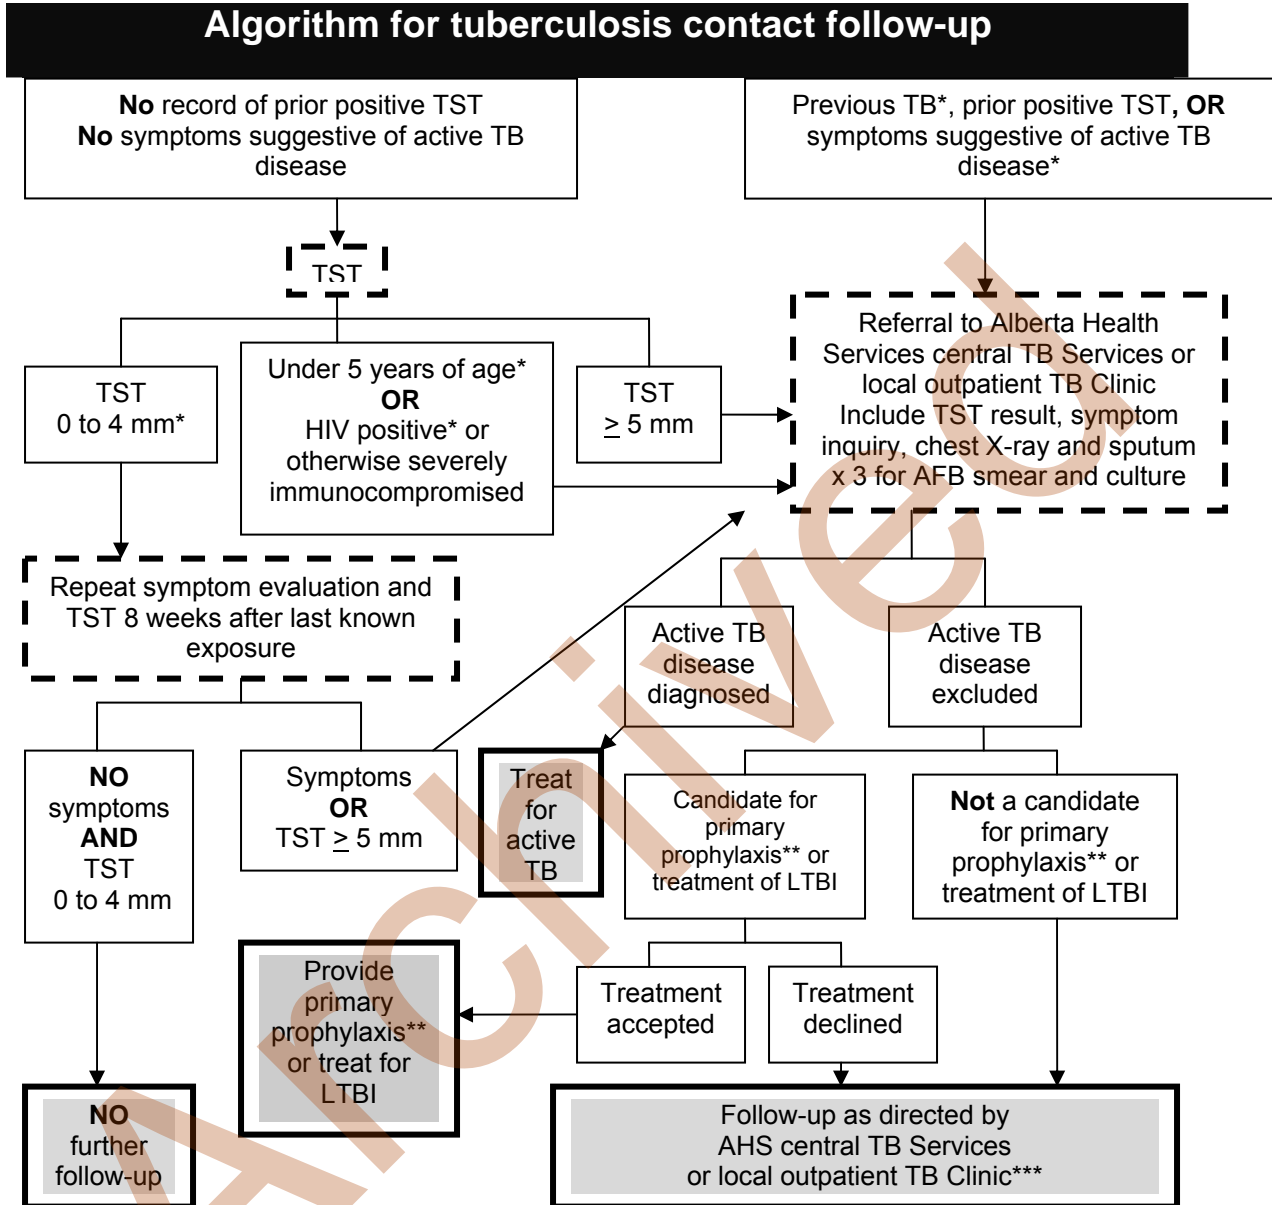 Algorithm for tuberculosis contact follow-up
No record of prior positive TST
No symptoms suggestive of active TB
disease
Previous TB*, prior positive TST, OR
symptoms suggestive of active TB
disease*
TST
TST
0 to 4 mm*
Under 5 years of age*
OR
HIV positive* or
otherwise severely
immunocompromised
TST
≥ 5 mm
Referral to Alberta Health
Services central TB Services or
local outpatient TB Clinic
Include TST result, symptom
inquiry, chest X-ray and sputum
x 3 for AFB smear and culture
Repeat symptom evaluation and
TST 8 weeks after last known
exposure
Active TB
disease
diagnosed
Active TB
disease
excluded
NO
symptoms
AND
TST
0 to 4 mm
Symptoms
OR
TST ≥ 5 mm
Treat
for
active
TB
Candidate for
primary
prophylaxis** or
treatment of LTBI
Not a candidate
for primary
prophylaxis** or
treatment of LTBI
Provide
primary
prophylaxis**
or treat for
LTBI
Treatment
accepted
Treatment
declined
NO
further
follow-up
Follow-up as directed by
AHS central TB Services
or local outpatient TB Clinic***
Archived